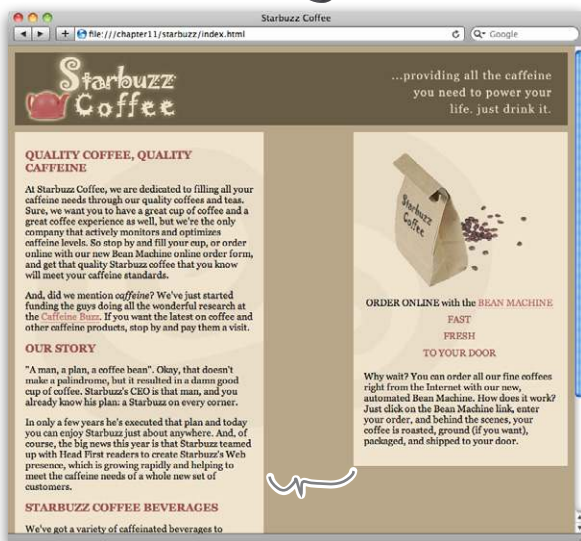 Starbuzz Coffee
file:///chapter11/starbuzz/index.html
Google
Starbuzz
Coffee
...providing all the caffeine
you need to power your
life. just drink it.
QUALITY COFFEE, QUALITY
CAFFEINE
At Starbuzz Coffee, we are dedicated to filling all your
caffeine needs through our quality coffees and teas.
Sure, we want you to have a great cup of coffee and a
great coffee experience as well, but we're the only
company that actively monitors and optimizes
caffeine levels. So stop by and fill your cup, or order
online with our new Bean Machine online order form,
and get that quality Starbuzz coffee that you know
will meet your caffeine standards.
And, did we mention caffeine? We've just started
funding the guys doing all the wonderful research at
the Caffeine Buzz. If you want the latest on coffee and
other caffeine products, stop by and pay them a visit.
OUR STORY
"A man, a plan, a coffee bean". Okay, that doesn't
make a palindrome, but it resulted in a damn good
cup of coffee. Starbuzz's CEO is that man, and you
already know his plan: a Starbuzz on every corner.
In only a few years he's executed that plan and today
you can enjoy Starbuzz just about anywhere. And, of
course, the big news this year is that Starbuzz teamed
up with Head First readers to create Starbuzz's Web
presence, which is growing rapidly and helping to
meet the caffeine needs of a whole new set of
customers.
STARBUZZ COFFEE BEVERAGES
We've got a variety of caffeinated beverages to
Starbuzz
Coffee
ORDER ONLINE with the BEAN MACHINE
FAST
FRESH
TO YOUR DOOR
Why wait? You can order all our fine coffees
right from the Internet with our new,
automated Bean Machine. How does it work?
Just click on the Bean Machine link, enter
your order, and behind the scenes, your
coffee is roasted, ground (if you want),
packaged, and shipped to your door.